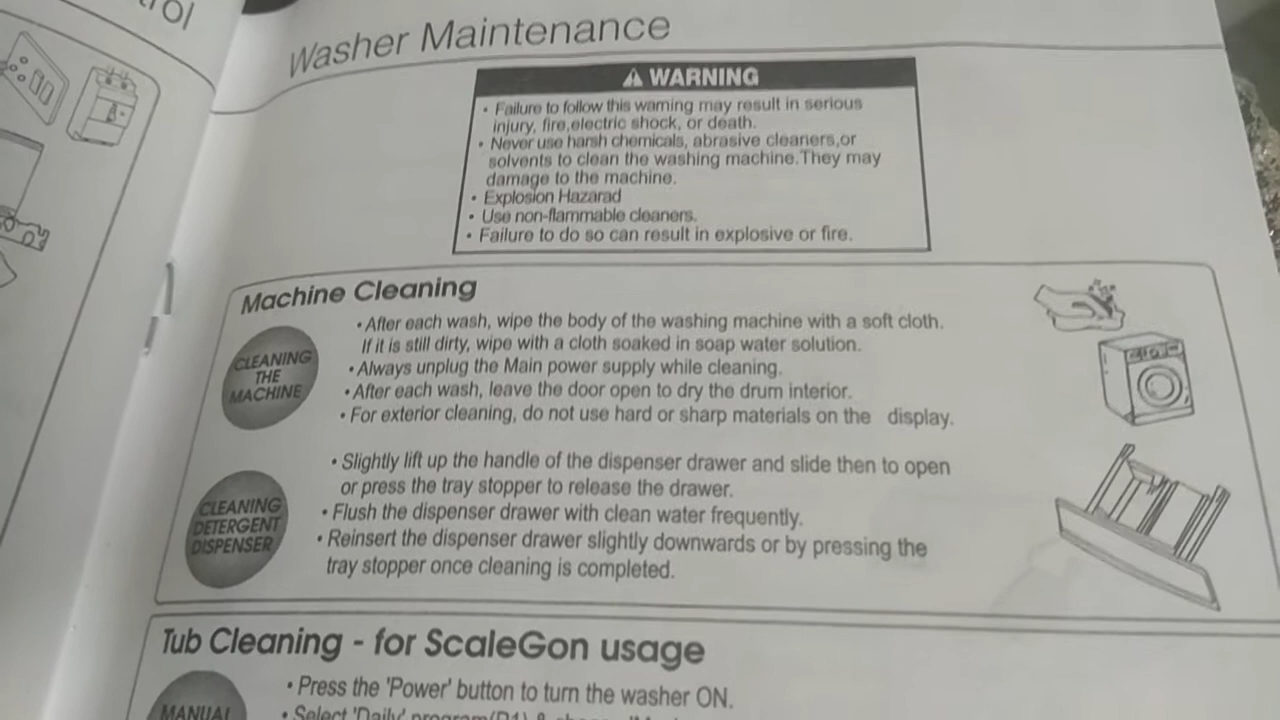 Washer Maintenance
WARNING
• Failure to follow this warning may result in serious
injury, fire,electric shock, or death.
• Never use harsh chemicals, abrasive cleaners,or
solvents to clean the washing machine.They may
damage to the machine.
• Explosion Hazarad
• Use non-flammable cleaners.
• Failure to do so can result in explosive or fire.
Machine Cleaning
CLEANING
THE
MACHINE
• After each wash, wipe the body of the washing machine with a soft cloth.
If it is still dirty, wipe with a cloth soaked in soap water solution.
• Always unplug the Main power supply while cleaning.
• After each wash, leave the door open to dry the drum interior.
• For exterior cleaning, do not use hard or sharp materials on the display.
CLEANING
DETERGENT
DISPENSER
• Slightly lift up the handle of the dispenser drawer and slide then to open
or press the tray stopper to release the drawer.
• Flush the dispenser drawer with clean water frequently.
• Reinsert the dispenser drawer slightly downwards or by pressing the
tray stopper once cleaning is completed.
Tub Cleaning - for ScaleGon usage
MANUAL
• Press the 'Power' button to turn the washer ON.
• Select 'Daily' program